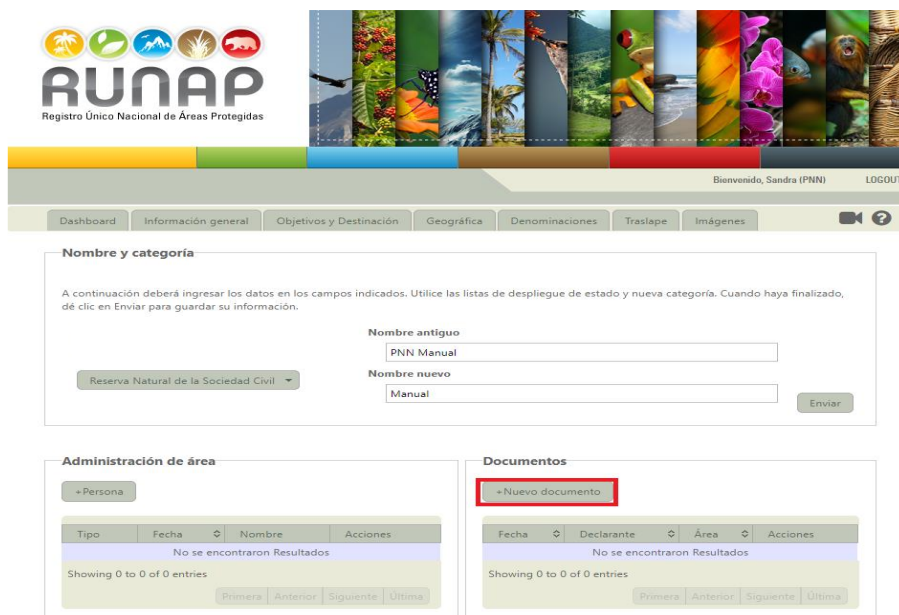 RUNAP
Registro Único Nacional de Áreas Protegidas
Bienvenido, Sandra (PNN) LOGOUT
Dashboard Información general Objetivos y Destinación Geográfica Denominaciones Traslape Imágenes
Nombre y categoría
A continuación deberá ingresar los datos en los campos indicados. Utilice las listas de despliegue de estado y nueva categoría. Cuando haya finalizado,
dé clic en Enviar para guardar su información.
Nombre antiguo
PNN Manual
Reserva Natural de la Sociedad Civil
Nombre nuevo
Manual
Enviar
Administración de área
+Persona
Tipo Fecha Nombre Acciones
No se encontraron Resultados
Showing 0 to 0 of 0 entries
Primera Anterior Siguiente Última
Documentos
+Nuevo documento
Fecha Declarante Área Acciones
No se encontraron Resultados
Showing 0 to 0 of 0 entries
Primera Anterior Siguiente Última